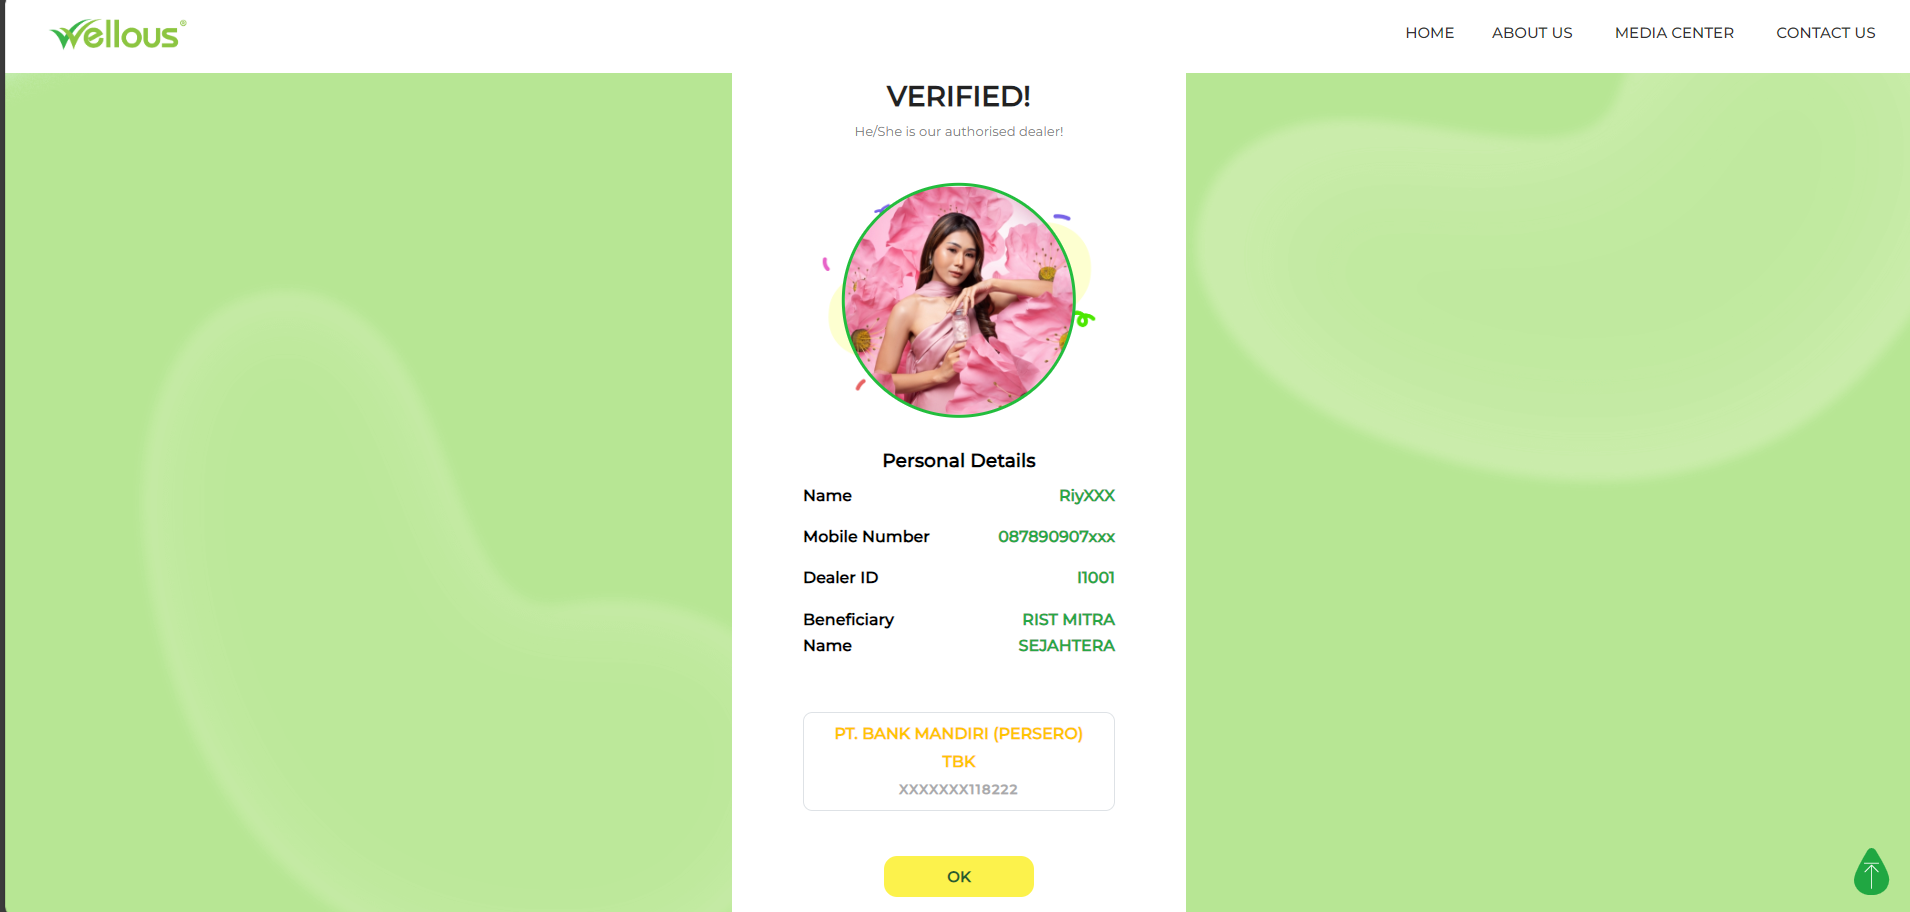 Wellous®
HOME ABOUT US MEDIA CENTER CONTACT US
VERIFIED!
He/She is our authorised dealer!
Personal Details
Name RiyXXX
Mobile Number 087890907xxx
Dealer ID I1001
Beneficiary Name RIST MITRA SEJAHTERA
PT. BANK MANDIRI (PERSERO)
TBK
XXXXXXX118222
OK